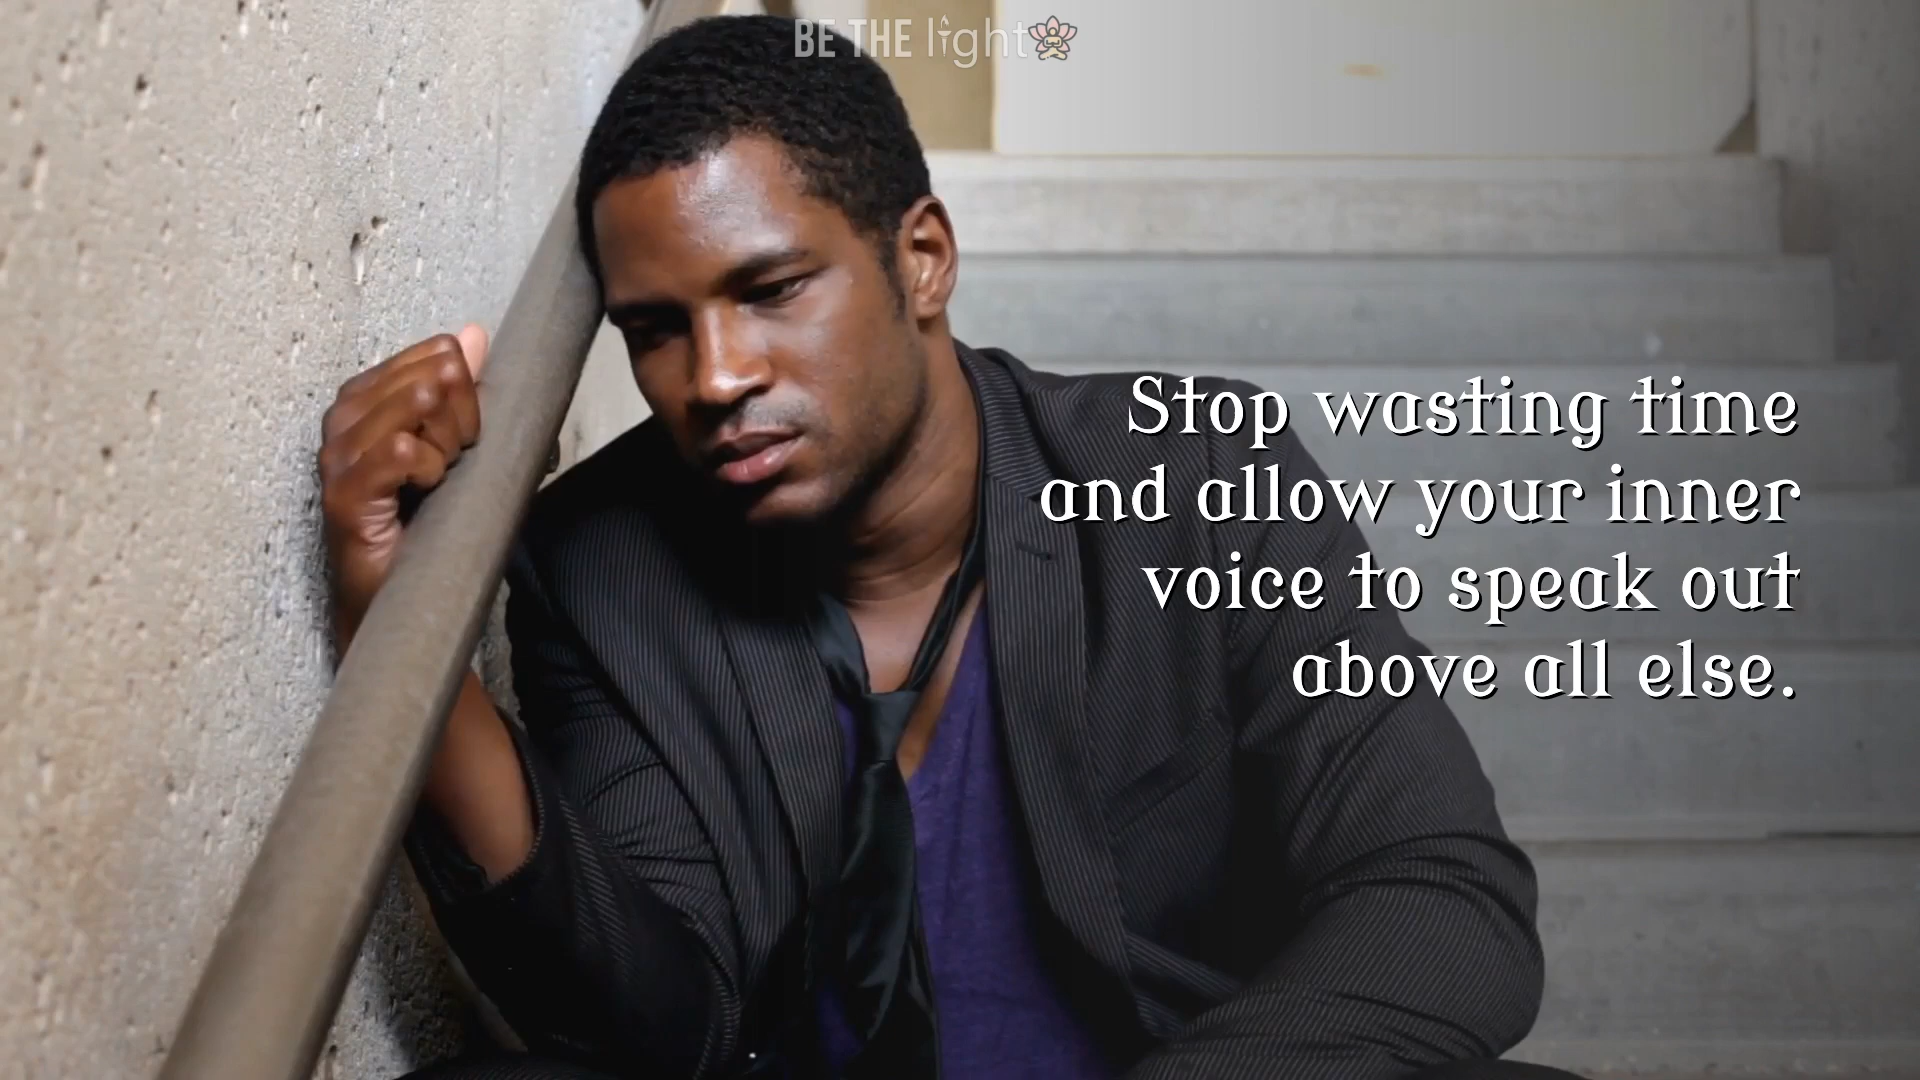 BE THE light
Stop wasting time
and allow your inner
voice to speak out
above all else.